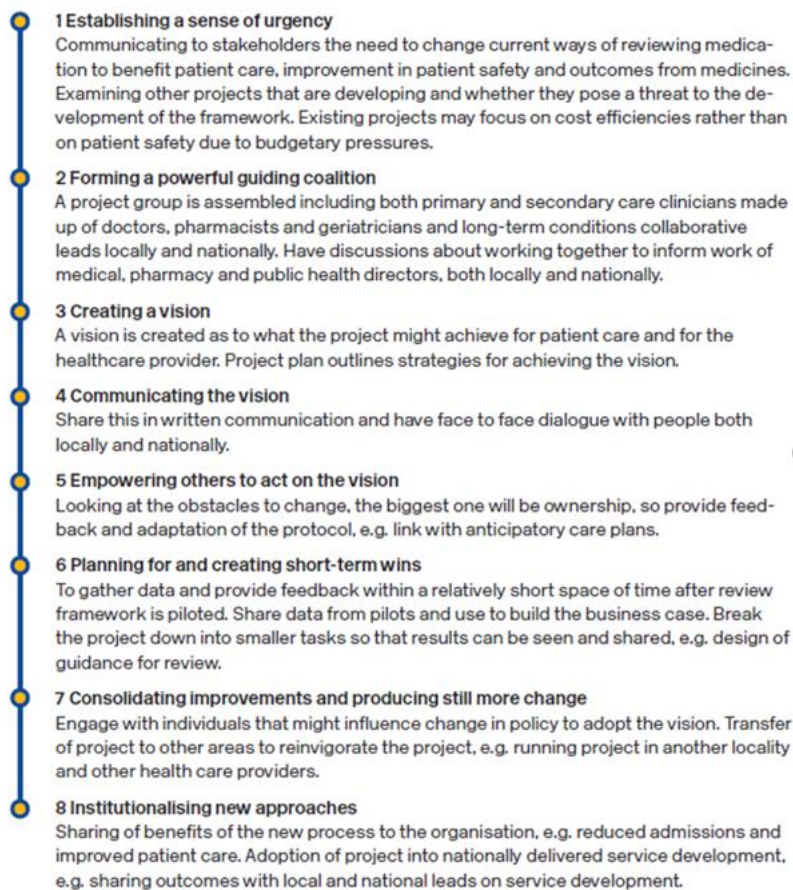 1 Establishing a sense of urgency
Communicating to stakeholders the need to change current ways of reviewing medica-
tion to benefit patient care, improvement in patient safety and outcomes from medicines.
Examining other projects that are developing and whether they pose a threat to the de-
velopment of the framework. Existing projects may focus on cost efficiencies rather than
on patient safety due to budgetary pressures.
2 Forming a powerful guiding coalition
A project group is assembled including both primary and secondary care clinicians made
up of doctors, pharmacists and geriatricians and long-term conditions collaborative
leads locally and nationally. Have discussions about working together to inform work of
medical, pharmacy and public health directors, both locally and nationally.
3 Creating a vision
A vision is created as to what the project might achieve for patient care and for the
healthcare provider. Project plan outlines strategies for achieving the vision.
4 Communicating the vision
Share this in written communication and have face to face dialogue with people both
locally and nationally.
5 Empowering others to act on the vision
Looking at the obstacles to change, the biggest one will be ownership, so provide feed-
back and adaptation of the protocol, e.g. link with anticipatory care plans.
6 Planning for and creating short-term wins
To gather data and provide feedback within a relatively short space of time after review
framework is piloted. Share data from pilots and use to build the business case. Break
the project down into smaller tasks so that results can be seen and shared, e.g. design of
guidance for review.
7 Consolidating improvements and producing still more change
Engage with individuals that might influence change in policy to adopt the vision. Transfer
of project to other areas to reinvigorate the project, e.g. running project in another locality
and other health care providers.
8 Institutionalising new approaches
Sharing of benefits of the new process to the organisation, e.g. reduced admissions and
improved patient care. Adoption of project into nationally delivered service development,
e.g. sharing outcomes with local and national leads on service development.